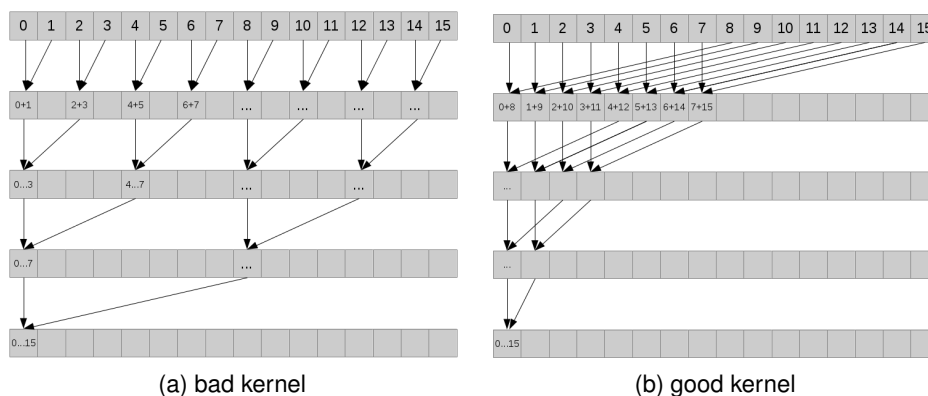 0 1 2 3 4 5 6 7 8 9 10 11 12 13 14 15
0+1 2+3 4+5 6+7 ... ... ... ...
0...3 4...7 ... ...
0...7 ...
0...15
(a) bad kernel
0 1 2 3 4 5 6 7 8 9 10 11 12 13 14 15
0+8 1+9 2+10 3+11 4+12 5+13 6+14 7+15
...
...
0...15
(b) good kernel